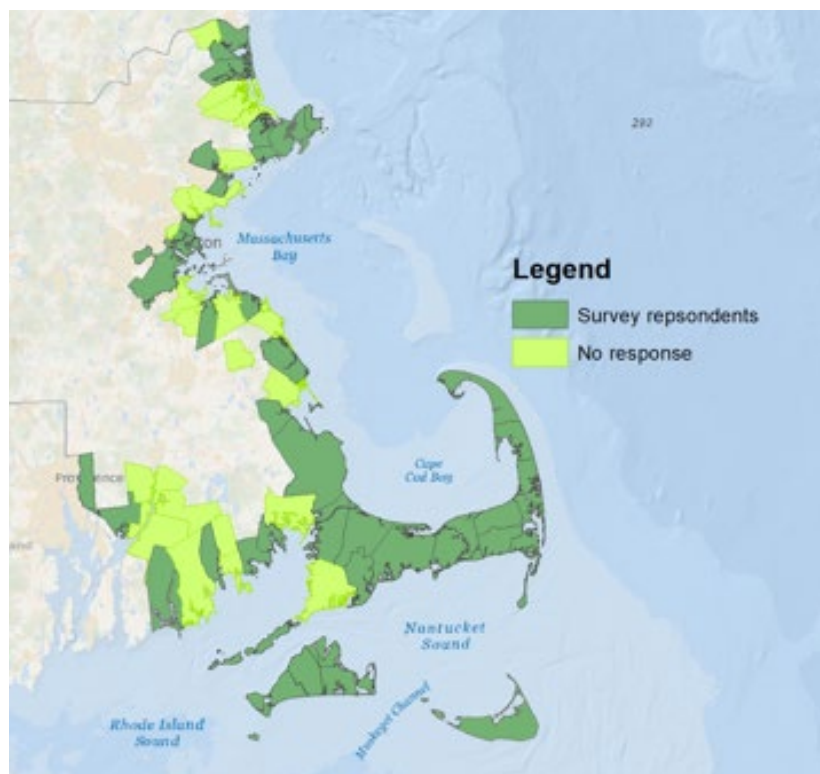 293
Massachusetts
Bay
Legend
Survey repsondents
No response
Cape
Cod Bay
Nantucket
Sound
Muskeget Channel
Rhode Island
Sound